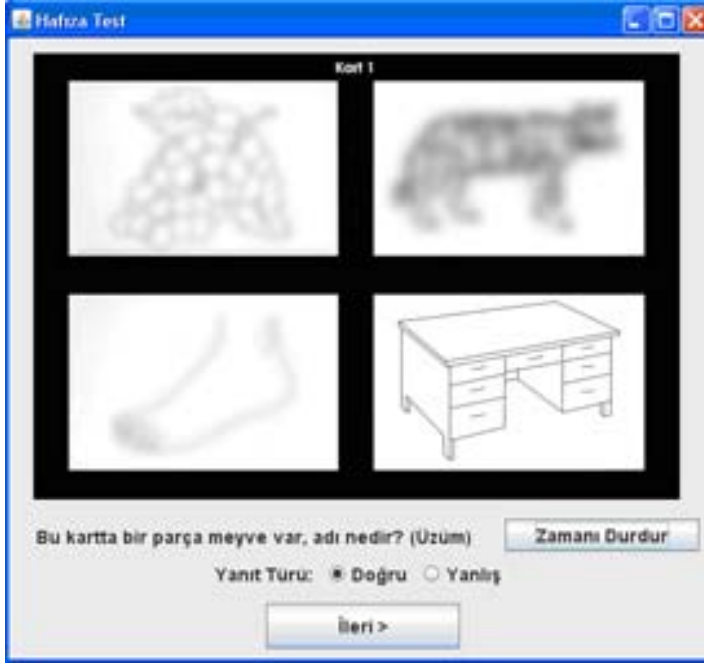 Hafıza Test
Kart 1
Bu kartta bir parça meyve var, adı nedir? (Üzüm)
Zamanı Durdur
Yanıt Türü: Doğru Yanlış
İleri >